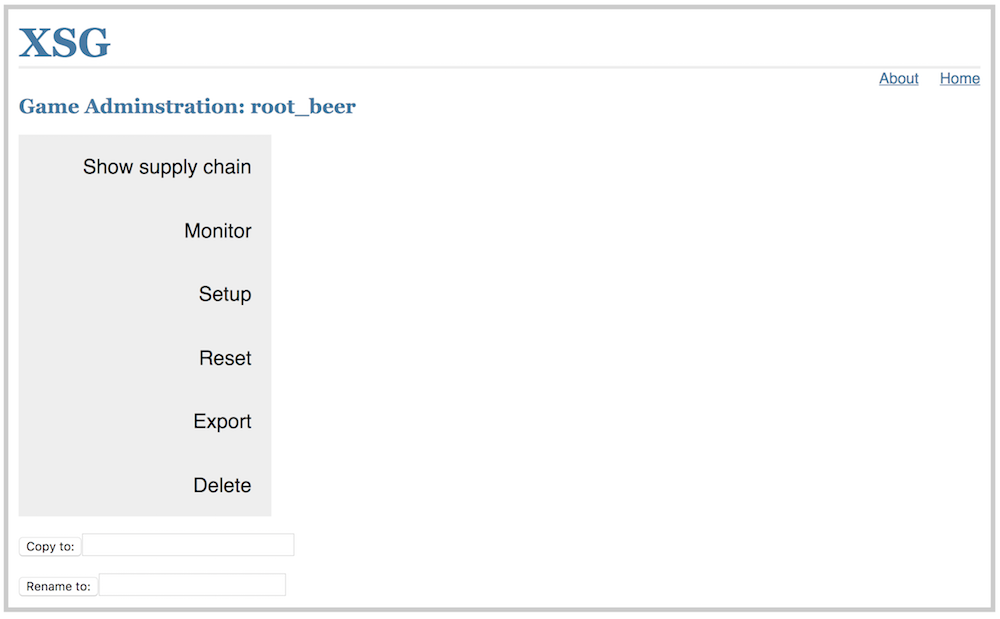 XSG
About Home
Game Adminstration: root_beer
Show supply chain
Monitor
Setup
Reset
Export
Delete
Copy to:
Rename to: